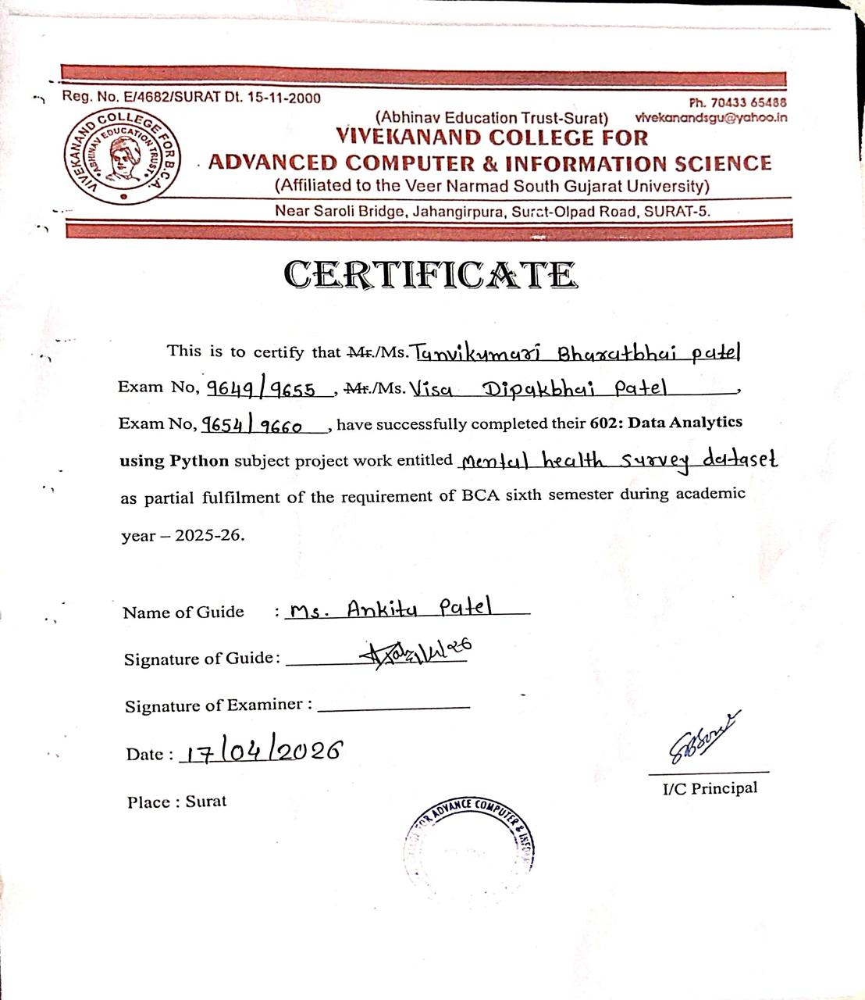 Reg. No. E/4682/SURAT Dt. 15-11-2000
Ph. 70433 65488
(Abhinav Education Trust-Surat)
vivekanandsgu@yahoo.in
VIVEKANAND COLLEGE FOR B.C.A.
ABHINAV EDUCATION TRUST
VIVEKANAND COLLEGE FOR
ADVANCED COMPUTER & INFORMATION SCIENCE
(Affiliated to the Veer Narmad South Gujarat University)
Near Saroli Bridge, Jahangirpura, Surat-Olpad Road, SURAT-5.
CERTIFICATE
This is to certify that Mr./Ms. Tanvikumari Bharatbhai patel
Exam No, 9649/9655, Mr./Ms. Visa Dipakbhai Patel,
Exam No, 9654/9660, have successfully completed their 602: Data Analytics
using Python subject project work entitled mental health survey dataset
as partial fulfilment of the requirement of BCA sixth semester during academic
year – 2025-26.
Name of Guide : Ms. Ankita Patel
Signature of Guide:
Signature of Examiner :
Date : 17/04/2026
I/C Principal
Place : Surat
FOR ADVANCE COMPUTER &